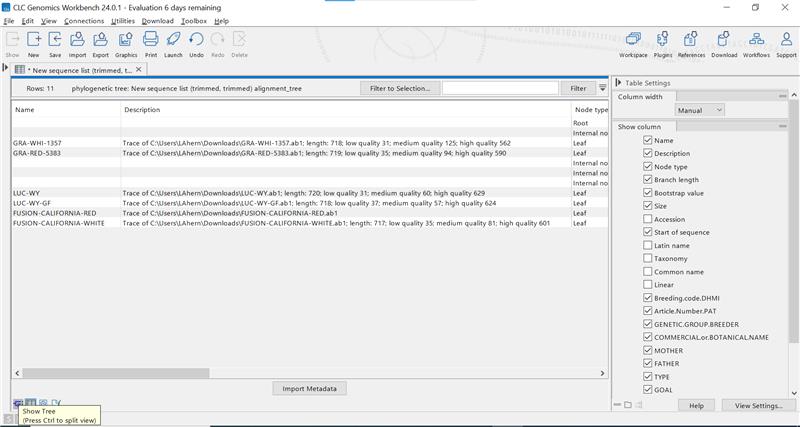 CLC Genomics Workbench 24.0.1 - Evaluation 6 days remaining
File Edit View Connections Utilities Download Toolbox Help
Show New Save Import Export Graphics Print Launch Undo Redo Delete Workspace Plugins References Download Workflows Support
* New sequence list (trimmed, t...
Rows: 11 phylogenetic tree: New sequence list (trimmed, trimmed) alignment_tree Filter to Selection... Filter
Name Description Node type
Root
Internal no
GRA-WHI-1357 Trace of C:\Users\LAhern\Downloads\GRA-WHI-1357.ab1; length: 718; low quality 31; medium quality 125; high quality 562 Leaf
GRA-RED-5383 Trace of C:\Users\LAhern\Downloads\GRA-RED-5383.ab1; length: 719; low quality 35; medium quality 94; high quality 590 Leaf
Internal no
Internal no
Internal no
LUC-WY Trace of C:\Users\LAhern\Downloads\LUC-WY.ab1; length: 720; low quality 31; medium quality 60; high quality 629 Leaf
LUC-WY-GF Trace of C:\Users\LAhern\Downloads\LUC-WY-GF.ab1; length: 718; low quality 37; medium quality 57; high quality 624 Leaf
FUSION-CALIFORNIA-RED Trace of C:\Users\LAhern\Downloads\FUSION-CALIFORNIA-RED.ab1 Leaf
FUSION-CALIFORNIA-WHITE Trace of C:\Users\LAhern\Downloads\FUSION-CALIFORNIA-WHITE.ab1; length: 717; low quality 35; medium quality 81; high quality 601 Leaf
Import Metadata
Show Tree
(Press Ctrl to split view)
Table Settings
Column width
Manual
Show column
Name
Description
Node type
Branch length
Bootstrap value
Size
Accession
Start of sequence
Latin name
Taxonomy
Common name
Linear
Breeding.code.DHMI
Article.Number.PAT
GENETIC.GROUP.BREEDER
COMMERCIAL.or.BOTANICAL.NAME
MOTHER
FATHER
TYPE
GOAL
Help View Settings...